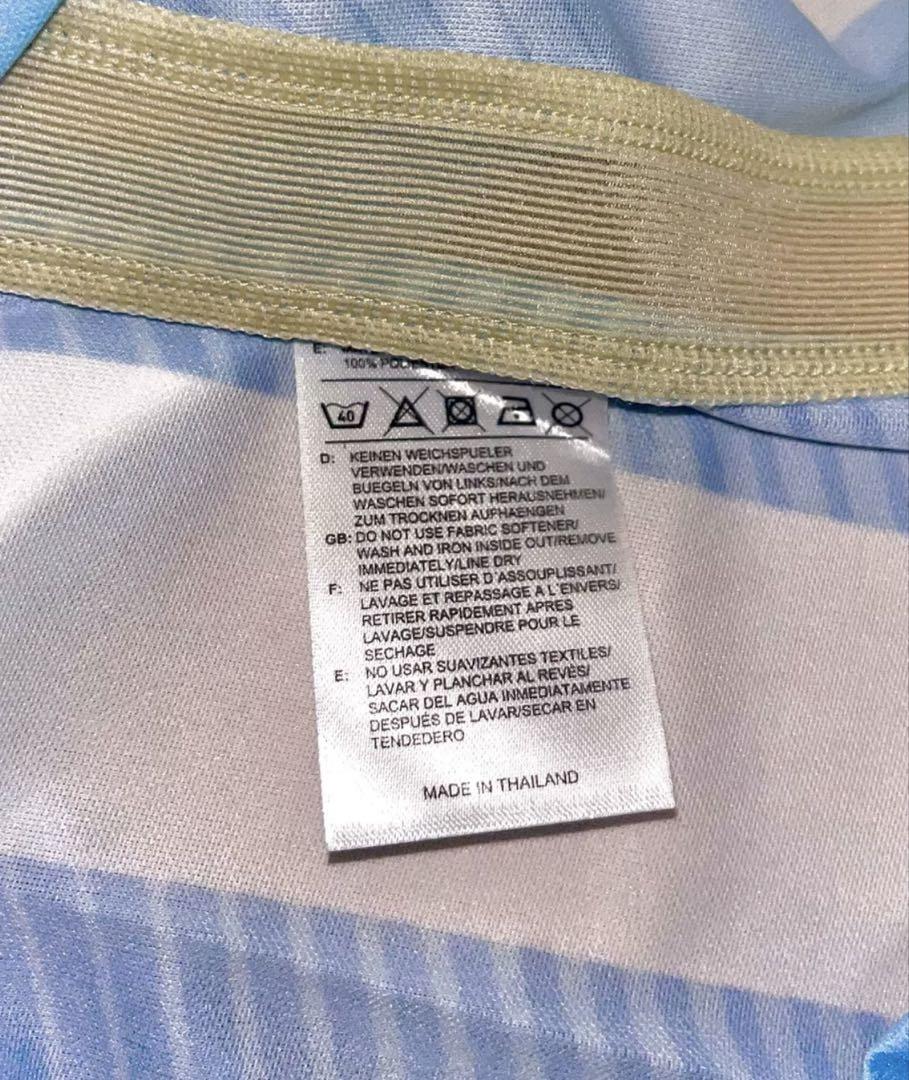 E:
100%
40
D: KEINEN WEICHSPUELER
VERWENDEN/WASCHEN UND
BUEGELN VON LINKS/NACH DEM
WASCHEN SOFORT HERAUSNEHMEN/
ZUM TROCKNEN AUFHAENGEN
GB: DO NOT USE FABRIC SOFTENER/
WASH AND IRON INSIDE OUT/REMOVE
IMMEDIATELY/LINE DRY
F: NE PAS UTILISER D'ASSOUPLISSANT/
LAVAGE ET REPASSAGE A L'ENVERS/
RETIRER RAPIDEMENT APRES
LAVAGE/SUSPENDRE POUR LE
SECHAGE
E: NO USAR SUAVIZANTES TEXTILES/
LAVAR Y PLANCHAR AL REVÉS/
SACAR DEL AGUA INMEDIATAMENTE
DESPUÉS DE LAVAR/SECAR EN
TENDEDERO
MADE IN THAILAND